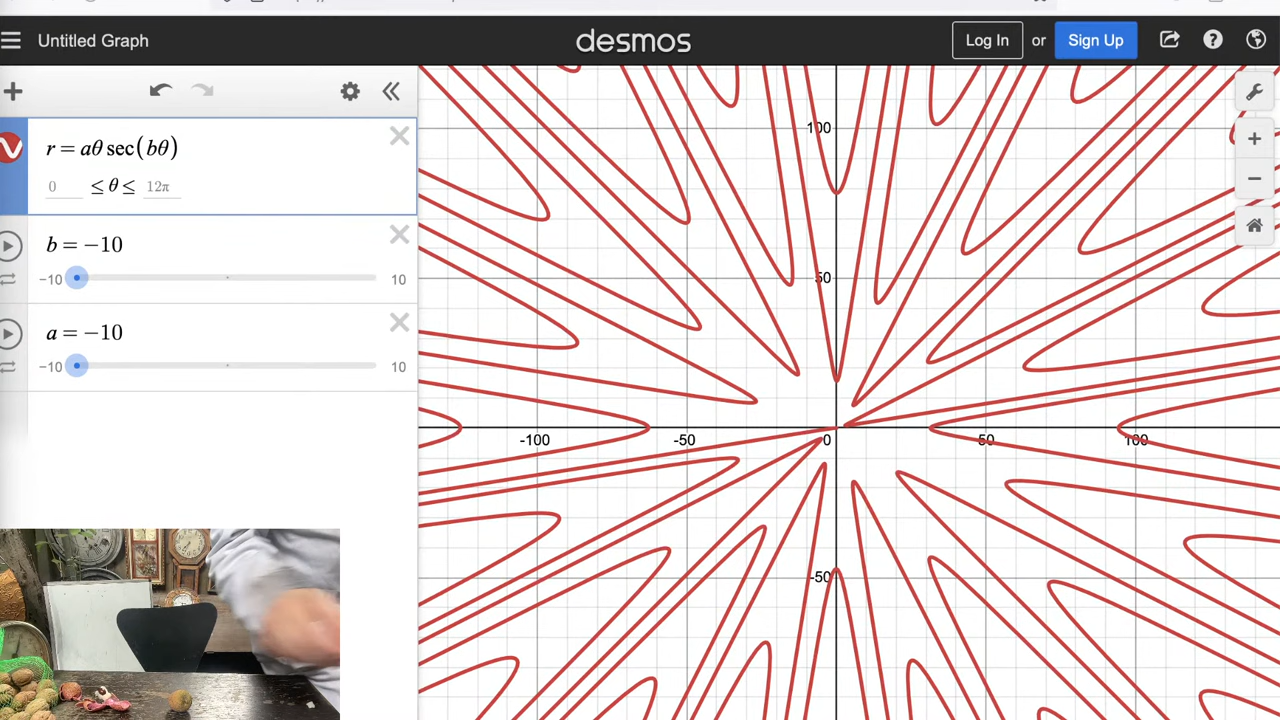 Untitled Graph
desmos
Log In or Sign Up
r = aθ sec(bθ)
0 ≤ θ ≤ 12π
b = −10
−10 10
a = −10
−10 10
100
50
-100 -50 0 50 100
-50